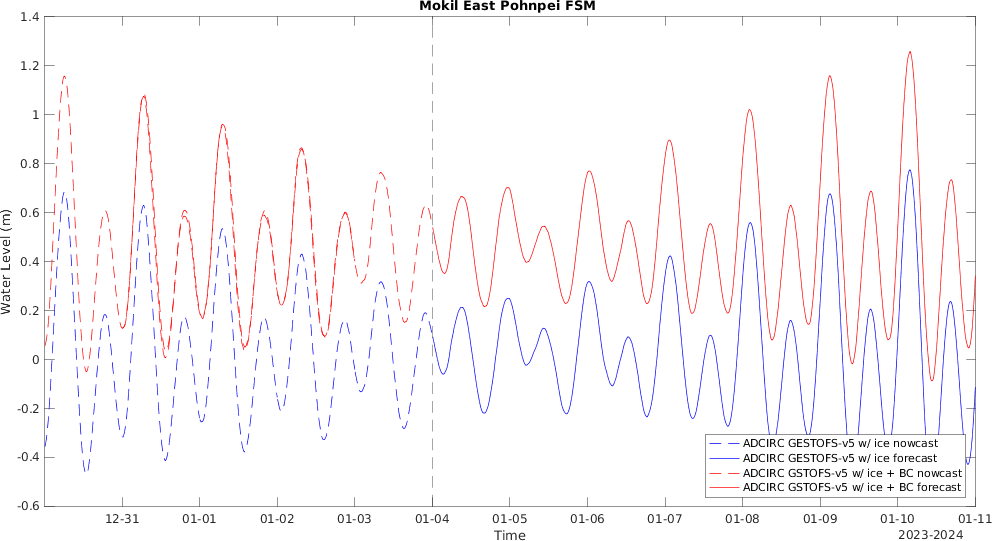 Mokil East Pohnpei FSM
1.4
1.2
1
0.8
0.6
0.4
0.2
0
-0.2
-0.4
-0.6
Water Level (m)
ADCIRC GESTOFS-v5 w/ ice nowcast
ADCIRC GESTOFS-v5 w/ ice forecast
ADCIRC GSTOFS-v5 w/ ice + BC nowcast
ADCIRC GSTOFS-v5 w/ ice + BC forecast
12-31 01-01 01-02 01-03 01-04 01-05 01-06 01-07 01-08 01-09 01-10 01-11
Time
2023-2024